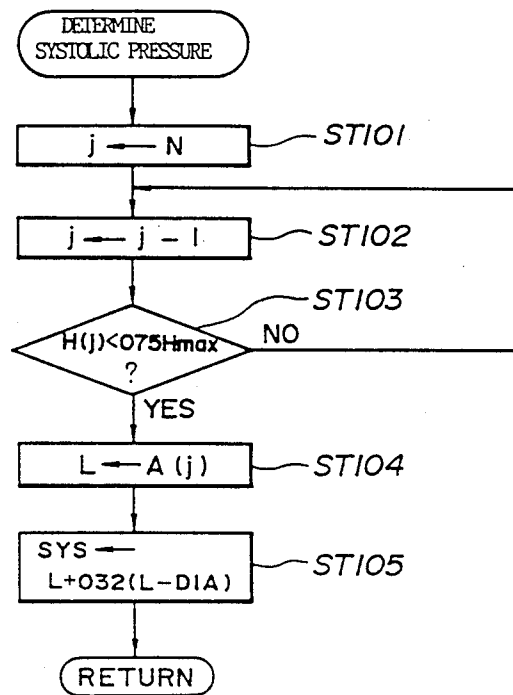 DETERMINE
SYSTOLIC PRESSURE
j ← N
ST101
j ← j - 1
ST102
ST103
H(j)<075Hmax
?
NO
YES
L ← A (j)
ST104
SYS ←
L+032(L-DIA)
ST105
RETURN